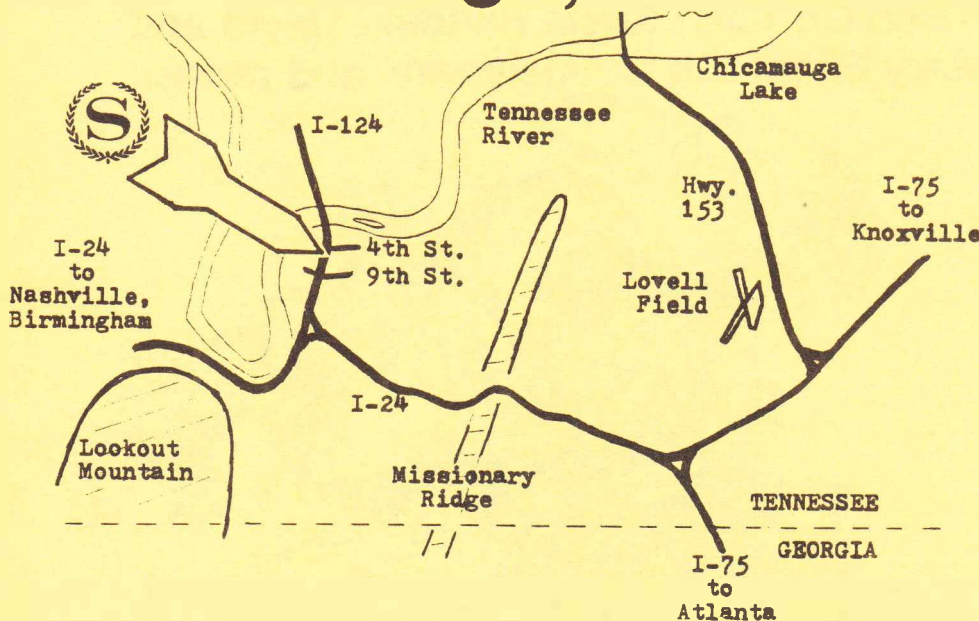 Chicamauga
Lake
Tennessee
River
S
I-124
Hwy.
153
I-75
to
Knoxville
4th St.
9th St.
I-24
to
Nashville,
Birmingham
Lovell
Field
I-24
Lookout
Mountain
Missionary
Ridge
TENNESSEE
GEORGIA
I-75
to
Atlanta